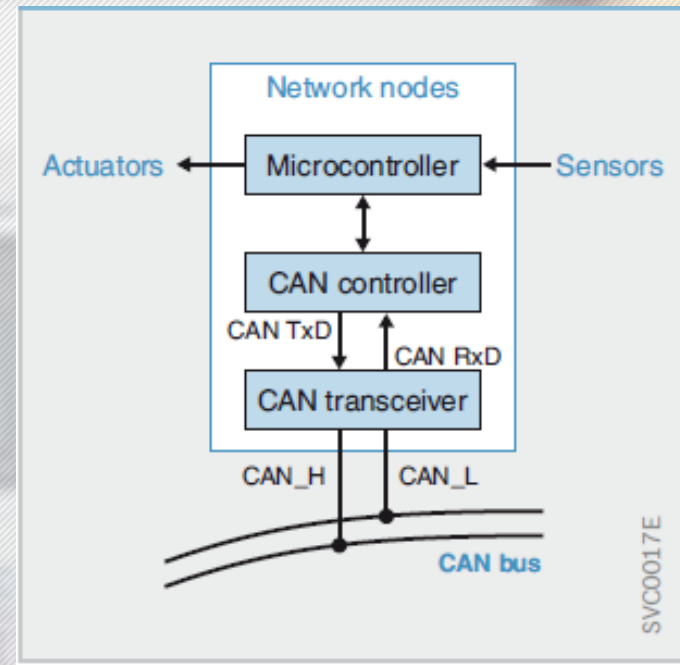 Network nodes
Actuators
Microcontroller
Sensors
CAN controller
CAN TxD
CAN RxD
CAN transceiver
CAN_H
CAN_L
CAN bus
SVC0017E